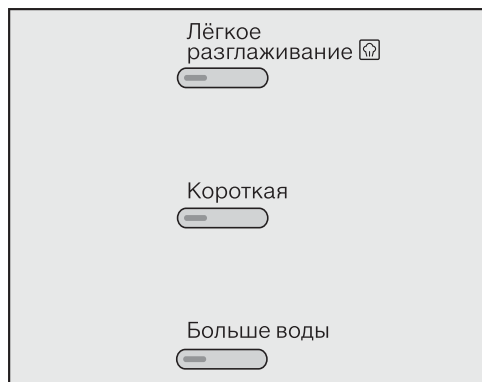 Лёгкое
разглаживание
Короткая
Больше воды